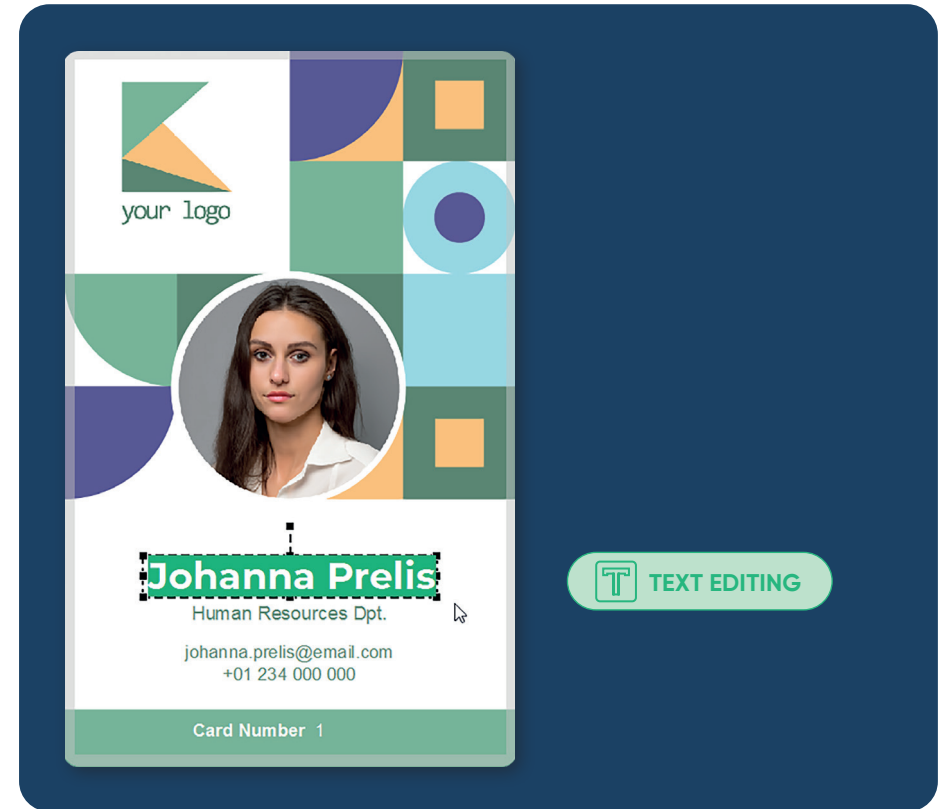 your logo
Johanna Prelis
Human Resources Dpt.
johanna.prelis@email.com
+01 234 000 000
Card Number 1
TEXT EDITING